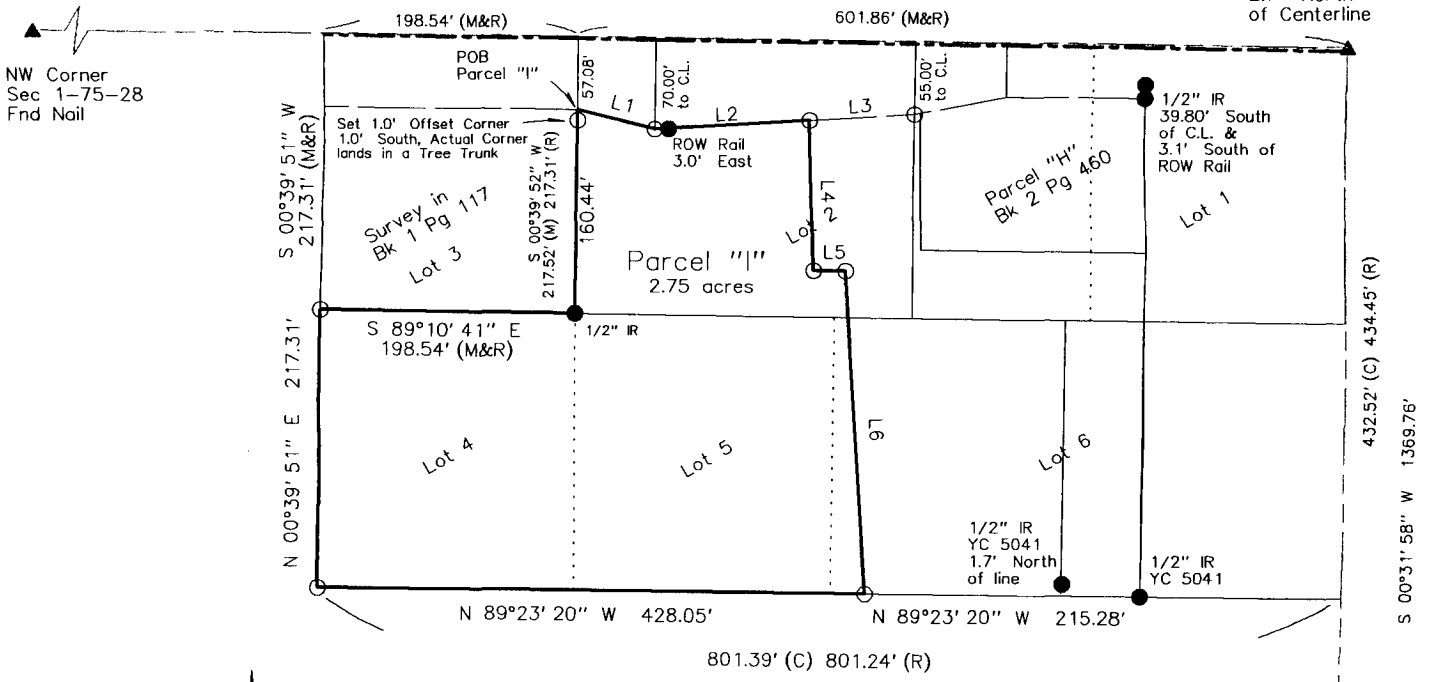 198.54' (M&R)
601.86' (M&R)
of Centerline
NW Corner
Sec 1-75-28
Fnd Nail
POB
Parcel "I"
57.08'
L1
70.00'
to C.L.
L2
L3
55.00'
to C.L.
1/2" IR
39.80' South
of C.L. &
3.1' South of
ROW Rail
Set 1.0' Offset Corner
1.0' South, Actual Corner
lands in a Tree Trunk
ROW Rail
3.0' East
S 00°39' 51" W
217.31' (M&R)
Survey in
Bk 1 Pg 117
Lot 3
S 00°39'52" W
217.52' (M) 217.31' (R)
160.44'
Parcel "I"
2.75 acres
Lot 2
L4
L5
Parcel "H"
Bk 2 Pg 460
Lot 1
S 89°10' 41" E
198.54' (M&R)
1/2" IR
432.52' (C) 434.45' (R)
N 00°39' 51" E 217.31'
Lot 4
Lot 5
L6
Lot 6
S 00°31' 58" W 1369.76'
1/2" IR
YC 5041
1.7' North
of line
1/2" IR
YC 5041
N 89°23' 20" W 428.05'
N 89°23' 20" W 215.28'
801.39' (C) 801.24' (R)